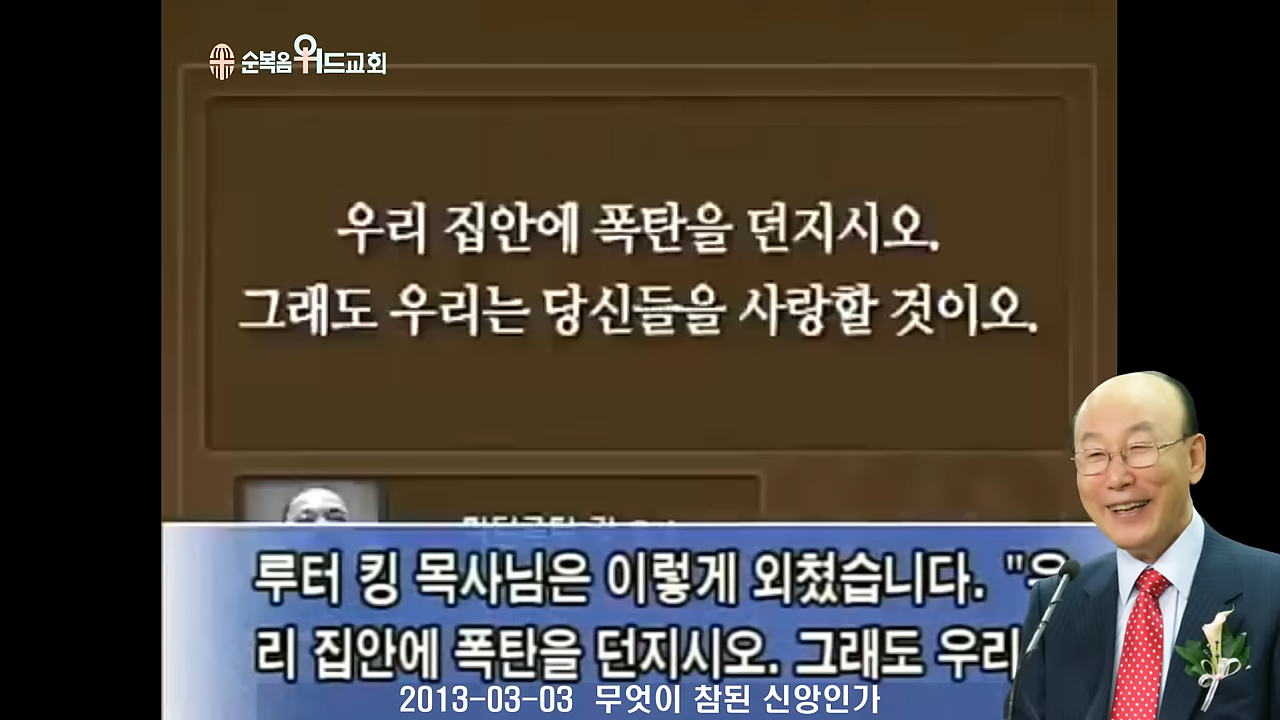 순복음위드교회
우리 집안에 폭탄을 던지시오.
그래도 우리는 당신들을 사랑할 것이오.
루터 킹 목사님은 이렇게 외쳤습니다. "우
리 집안에 폭탄을 던지시오. 그래도 우리
2013-03-03 무엇이 참된 신앙인가